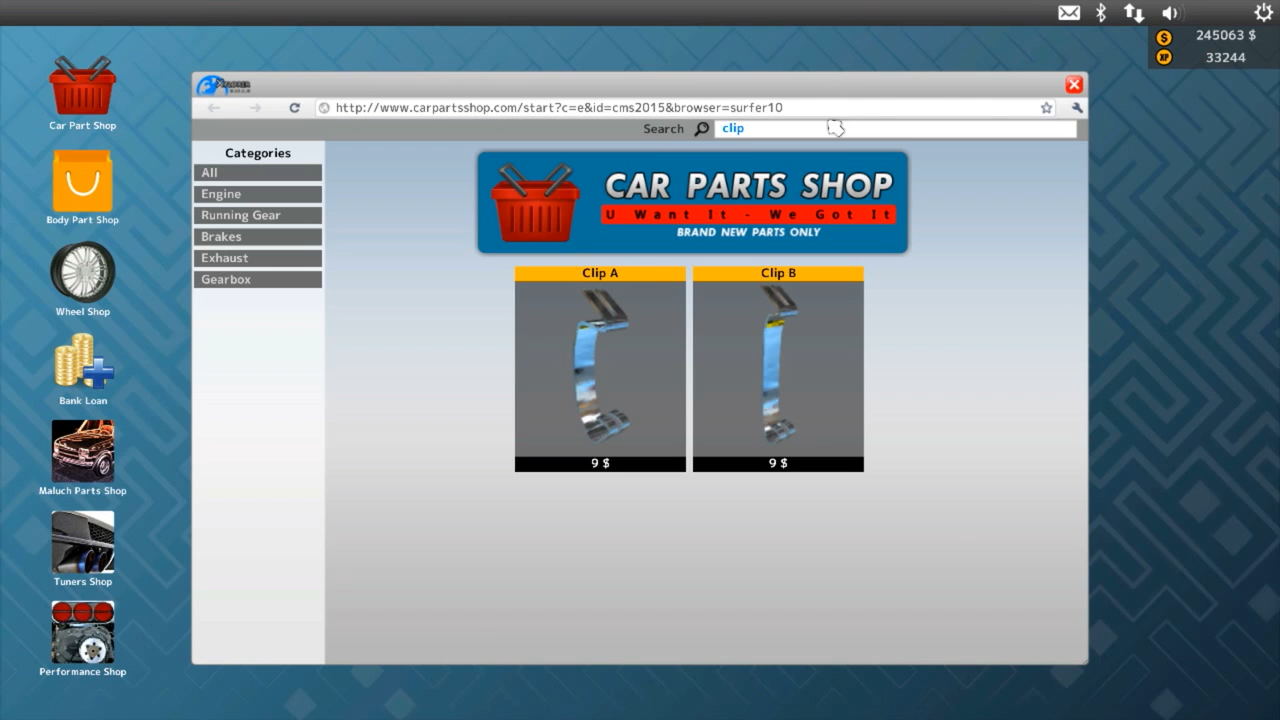 245063 $
33244
Car Part Shop
Body Part Shop
Wheel Shop
Bank Loan
Maluch Parts Shop
Tuners Shop
Performance Shop
http://www.carpartsshop.com/start?c=e&id=cms2015&browser=surfer10
Search clip
Categories
All
Engine
Running Gear
Brakes
Exhaust
Gearbox
CAR PARTS SHOP
U Want It - We Got It
BRAND NEW PARTS ONLY
Clip A
9 $
Clip B
9 $